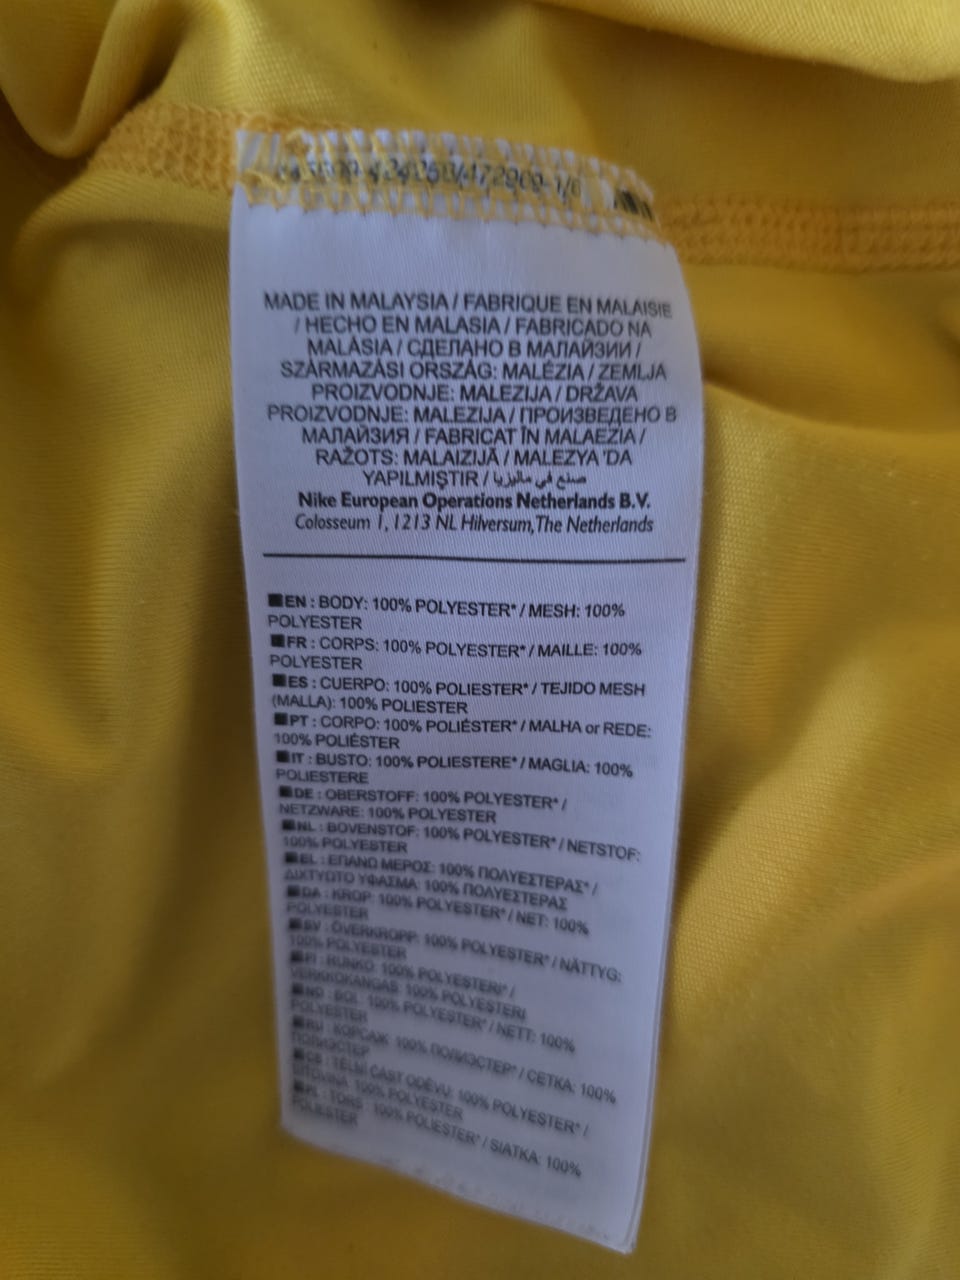 MADE IN MALAYSIA / FABRIQUE EN MALAISIE
/ HECHO EN MALASIA / FABRICADO NA
MALÁSIA / СДЕЛАНО В МАЛАЙЗИИ /
SZÁRMAZÁSI ORSZÁG: MALÉZIA / ZEMLJA
PROIZVODNJE: MALEZIJA / DRŽAVA
PROIZVODNJE: MALEZIJA / ПРОИЗВЕДЕНО В
МАЛАЙЗИЯ / FABRICAT ÎN MALAEZIA /
RAŽOTS: MALAIZIJĀ / MALEZYA 'DA
YAPILMIŞTIR / صنع في ماليزيا
Nike European Operations Netherlands B.V.
Colosseum 1, 1213 NL Hilversum, The Netherlands
EN : BODY: 100% POLYESTER* / MESH: 100%
POLYESTER
FR : CORPS: 100% POLYESTER* / MAILLE: 100%
POLYESTER
ES : CUERPO: 100% POLIESTER* / TEJIDO MESH
(MALLA): 100% POLIESTER
PT : CORPO: 100% POLIÉSTER* / MALHA or REDE:
100% POLIÉSTER
IT : BUSTO: 100% POLIESTERE* / MAGLIA: 100%
POLIESTERE
DE : OBERSTOFF: 100% POLYESTER* /
NETZWARE: 100% POLYESTER
NL : BOVENSTOF: 100% POLYESTER* / NETSTOF:
100% POLYESTER
EL : ΕΠΑΝΩ ΜΕΡΟΣ: 100% ΠΟΛΥΕΣΤΕΡΑΣ* /
ΔΙΧΤΥΩΤΟ ΥΦΑΣΜΑ: 100% ΠΟΛΥΕΣΤΕΡΑΣ
DA : KROP: 100% POLYESTER* / NET: 100%
POLYESTER
SV : ÖVERKROPP: 100% POLYESTER* / NÄTTYG:
100% POLYESTER
FI : RUNKO: 100% POLYESTERI* /
VERKKOKANGAS: 100% POLYESTERI
NO : BOL: 100% POLYESTER* / NETT: 100%
POLYESTER
RU : КОРСАЖ: 100% ПОЛИЭСТЕР* / СЕТКА: 100%
ПОЛИЭСТЕР
CS : TĚLNÍ ČÁST ODĚVU: 100% POLYESTER* /
SÍŤOVINA: 100% POLYESTER
PL : TORS: 100% POLIESTER* / SIATKA: 100%
POLIESTER